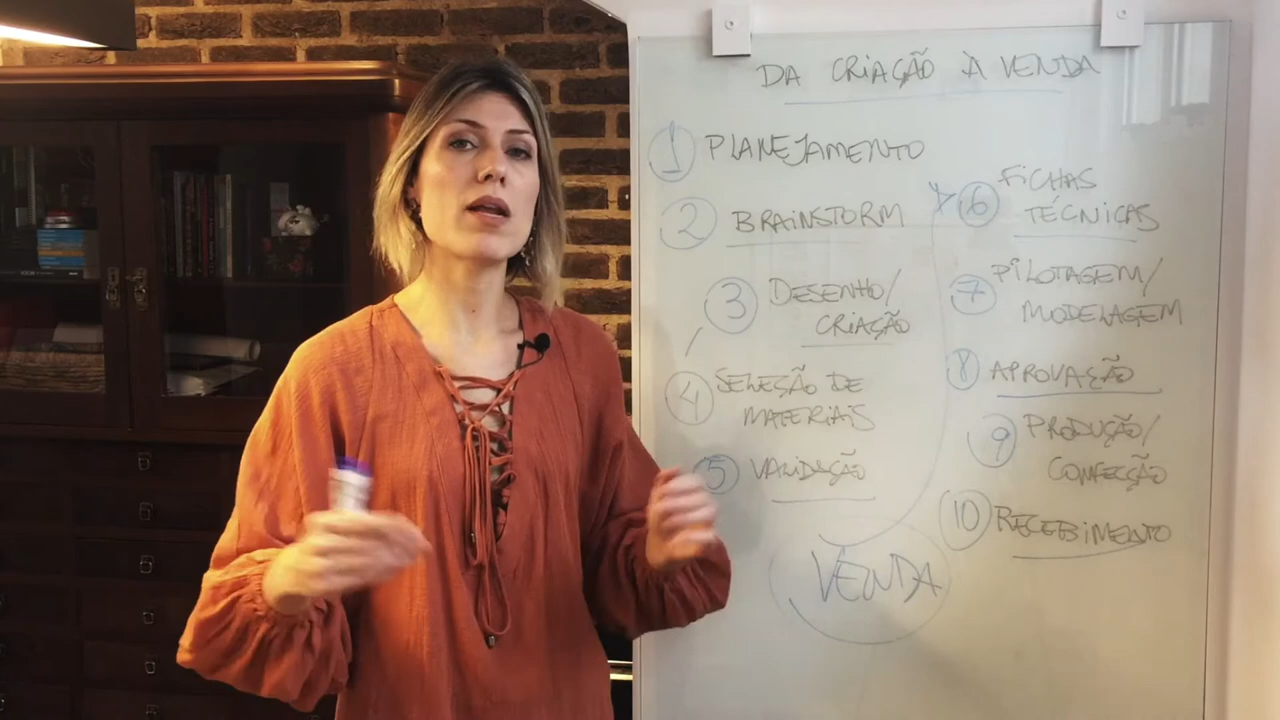 DA CRIAÇÃO À VENDA
1 PLANEJAMENTO
2 BRAINSTORM
3 DESENHO/
CRIAÇÃO
4 SELEÇÃO DE
MATERIAIS
5 VALIDAÇÃO
6 FICHAS
TÉCNICAS
7 PILOTAGEM/
MODELAGEM
8 APROVAÇÃO
9 PRODUÇÃO/
CONFECÇÃO
10 RECEBIMENTO
VENDA